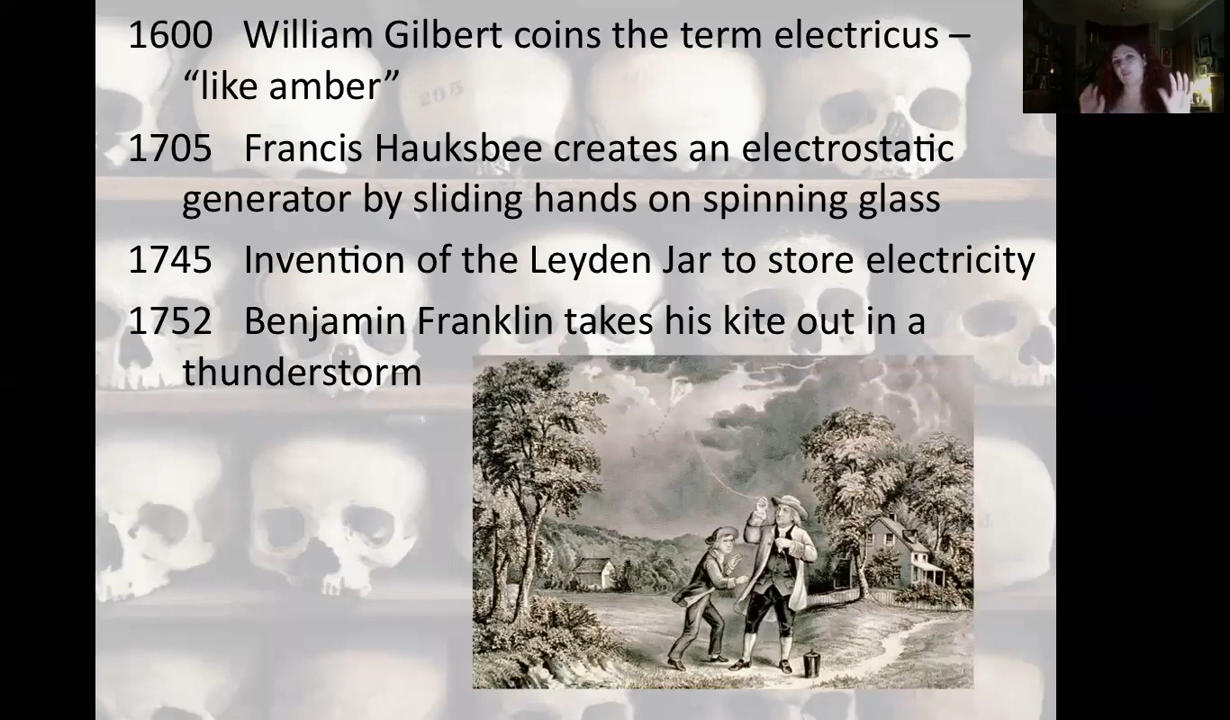 1600 William Gilbert coins the term electricus –
“like amber”
295
1705 Francis Hauksbee creates an electrostatic
generator by sliding hands on spinning glass
1745 Invention of the Leyden Jar to store electricity
1752 Benjamin Franklin takes his kite out in a
thunderstorm